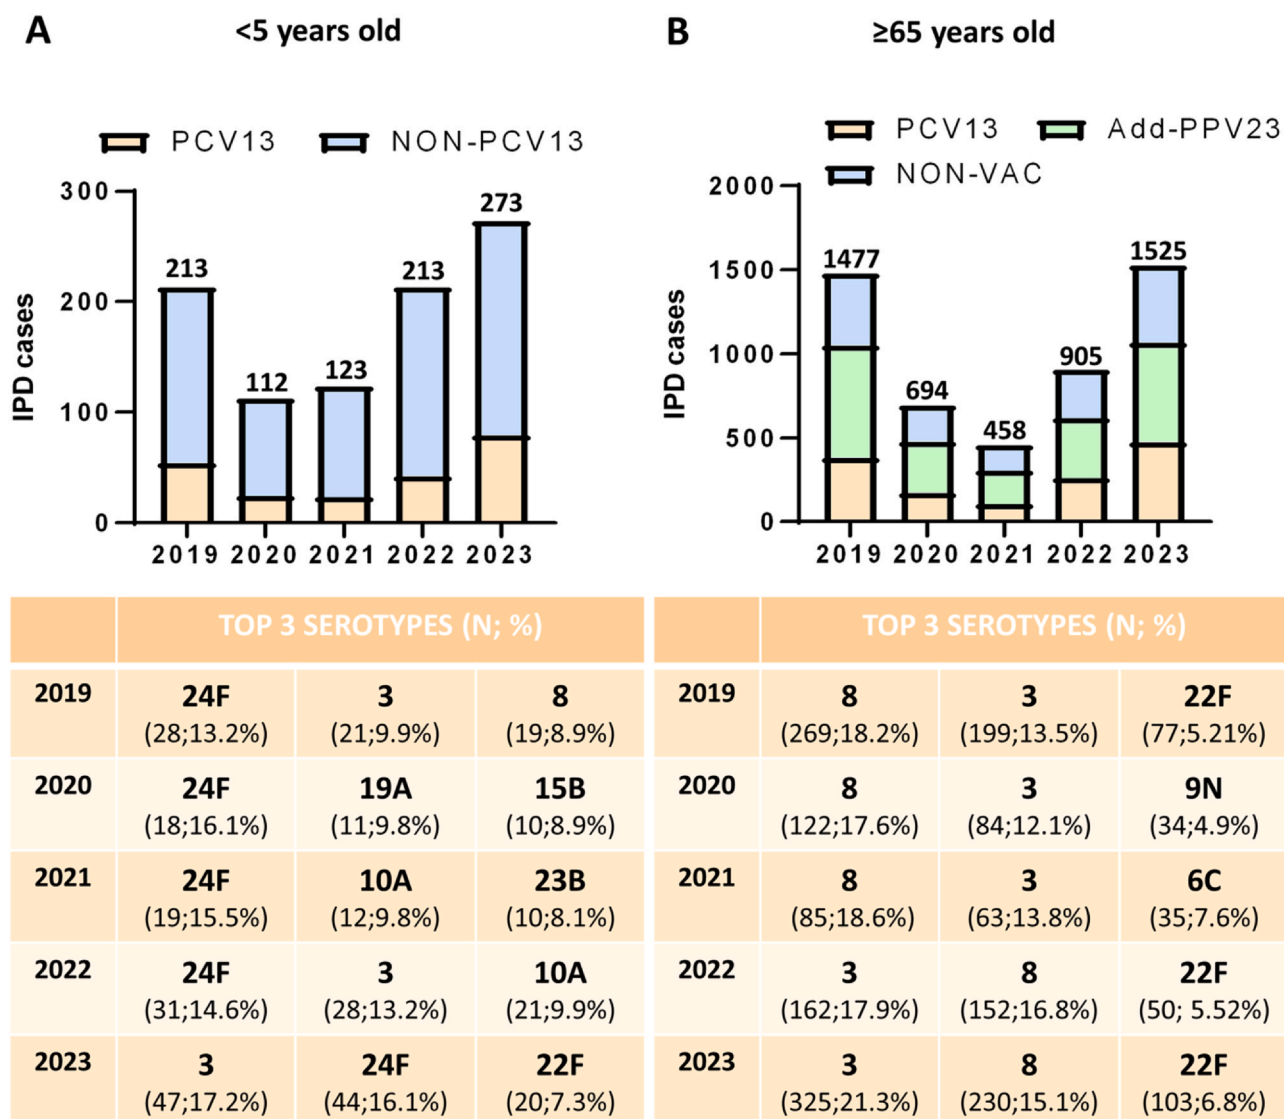 A <5 years old
PCV13 NON-PCV13
300
200
100
0
IPD cases
213
112
123
213
273
2019 2020 2021 2022 2023
TOP 3 SEROTYPES (N; %)
2019 24F 3 8
(28;13.2%) (21;9.9%) (19;8.9%)
2020 24F 19A 15B
(18;16.1%) (11;9.8%) (10;8.9%)
2021 24F 10A 23B
(19;15.5%) (12;9.8%) (10;8.1%)
2022 24F 3 10A
(31;14.6%) (28;13.2%) (21;9.9%)
2023 3 24F 22F
(47;17.2%) (44;16.1%) (20;7.3%)
B ≥65 years old
PCV13 Add-PPV23
NON-VAC
2000
1500
1000
500
0
IPD cases
1477
694
458
905
1525
2019 2020 2021 2022 2023
TOP 3 SEROTYPES (N; %)
2019 8 3 22F
(269;18.2%) (199;13.5%) (77;5.21%)
2020 8 3 9N
(122;17.6%) (84;12.1%) (34;4.9%)
2021 8 3 6C
(85;18.6%) (63;13.8%) (35;7.6%)
2022 3 8 22F
(162;17.9%) (152;16.8%) (50; 5.52%)
2023 3 8 22F
(325;21.3%) (230;15.1%) (103;6.8%)